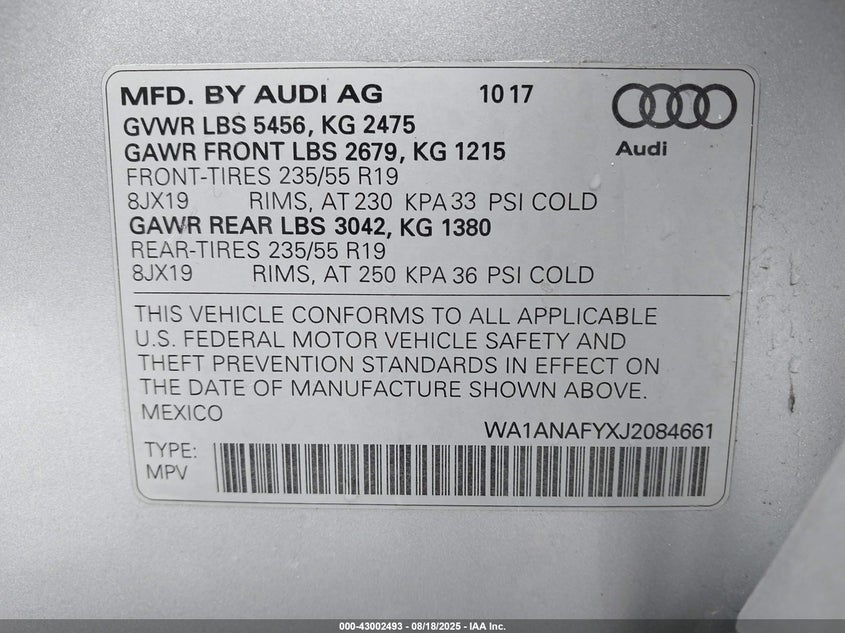 MFD. BY AUDI AG 10 17
Audi
GVWR LBS 5456, KG 2475
GAWR FRONT LBS 2679, KG 1215
FRONT-TIRES 235/55 R19
8JX19 RIMS, AT 230 KPA 33 PSI COLD
GAWR REAR LBS 3042, KG 1380
REAR-TIRES 235/55 R19
8JX19 RIMS, AT 250 KPA 36 PSI COLD
THIS VEHICLE CONFORMS TO ALL APPLICABLE
U.S. FEDERAL MOTOR VEHICLE SAFETY AND
THEFT PREVENTION STANDARDS IN EFFECT ON
THE DATE OF MANUFACTURE SHOWN ABOVE.
MEXICO
WA1ANAFYXJ2084661
TYPE:
MPV
000-43002493 - 08/18/2025 - IAA Inc.